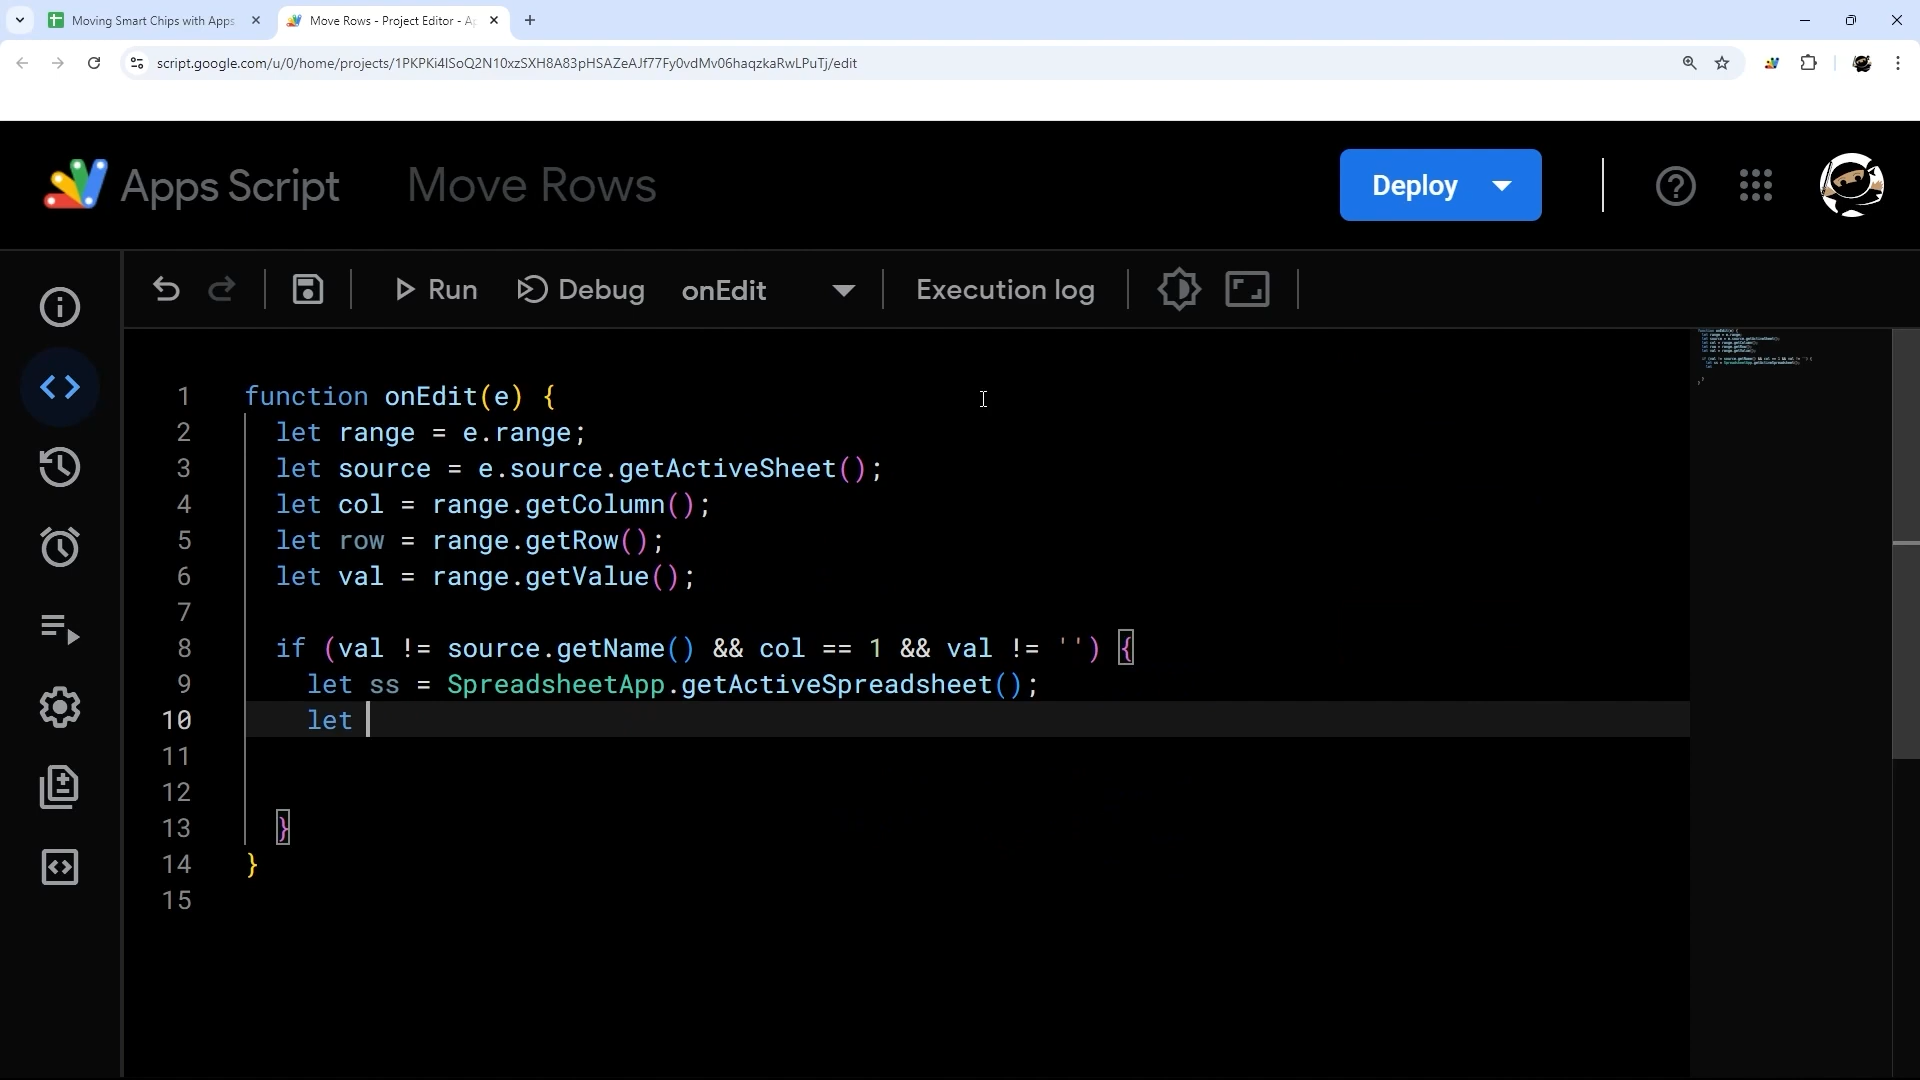 Moving Smart Chips with Apps
Move Rows - Project Editor - Ap
script.google.com/u/0/home/projects/1PKPKi4ISoQ2N10xzSXH8A83pHSAZeAJf77Fy0vdMv06haqzkaRwLPuTj/edit
Apps Script
Move Rows
Deploy
Run
Debug
onEdit
Execution log
1 function onEdit(e) {
2 let range = e.range;
3 let source = e.source.getActiveSheet();
4 let col = range.getColumn();
5 let row = range.getRow();
6 let val = range.getValue();
7
8 if (val != source.getName() && col == 1 && val != '') {
9 let ss = SpreadsheetApp.getActiveSpreadsheet();
10 let
11
12
13 }
14 }
15